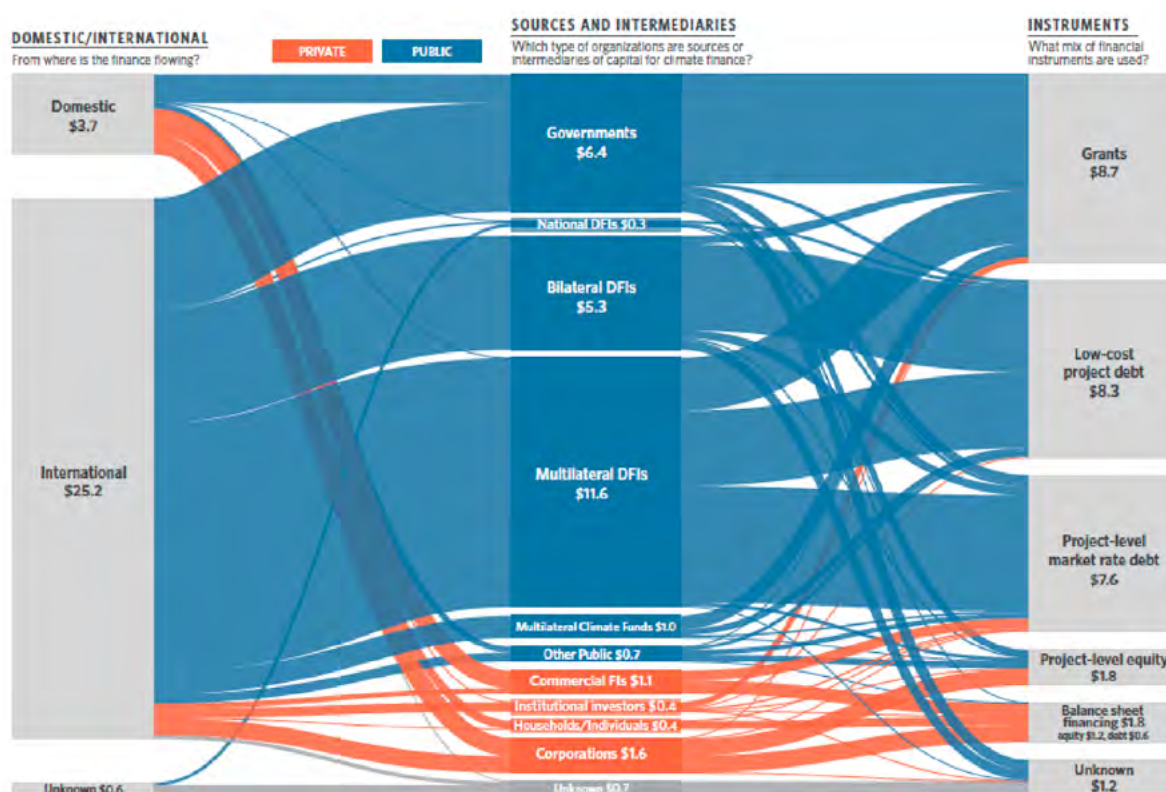 DOMESTIC/INTERNATIONAL
From where is the finance flowing?
PRIVATE
PUBLIC
SOURCES AND INTERMEDIARIES
Which type of organizations are sources or
intermediaries of capital for climate finance?
INSTRUMENTS
What mix of financial
instruments are used?
Domestic
$3.7
International
$25.2
Unknown $0.6
Governments
$6.4
National DFIs $0.3
Bilateral DFIs
$5.3
Multilateral DFIs
$11.6
Multilateral Climate Funds $1.0
Other Public $0.7
Commercial FIs $1.1
Institutional investors $0.4
Households/Individuals $0.4
Corporations $1.6
Unknown $0.7
Grants
$8.7
Low-cost
project debt
$8.3
Project-level
market rate debt
$7.6
Project-level equity
$1.8
Balance sheet
financing $1.8
equity $1.2, debt $0.6
Unknown
$1.2